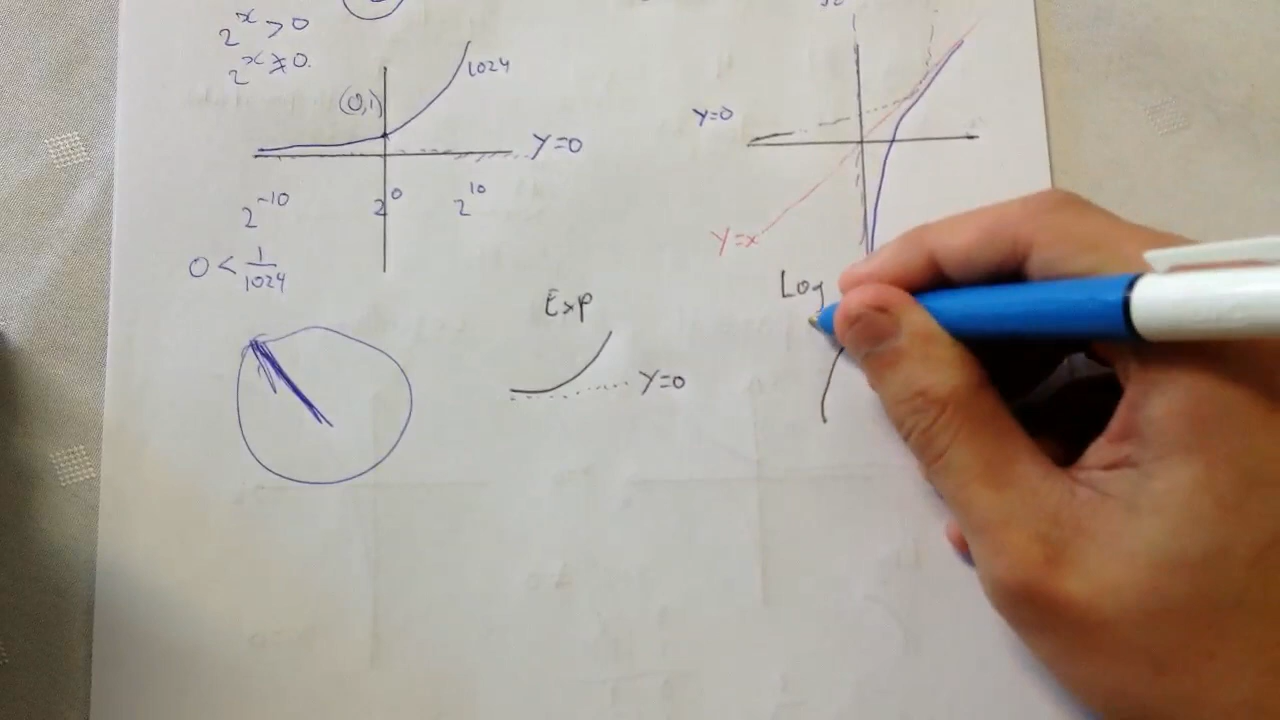 2^x > 0
2^x ≯ 0.
(0,1)
1024
y=0
2^-10
2^0
2^10
0 < 1/1024
y=0
y=x
Exp
y=0
Log